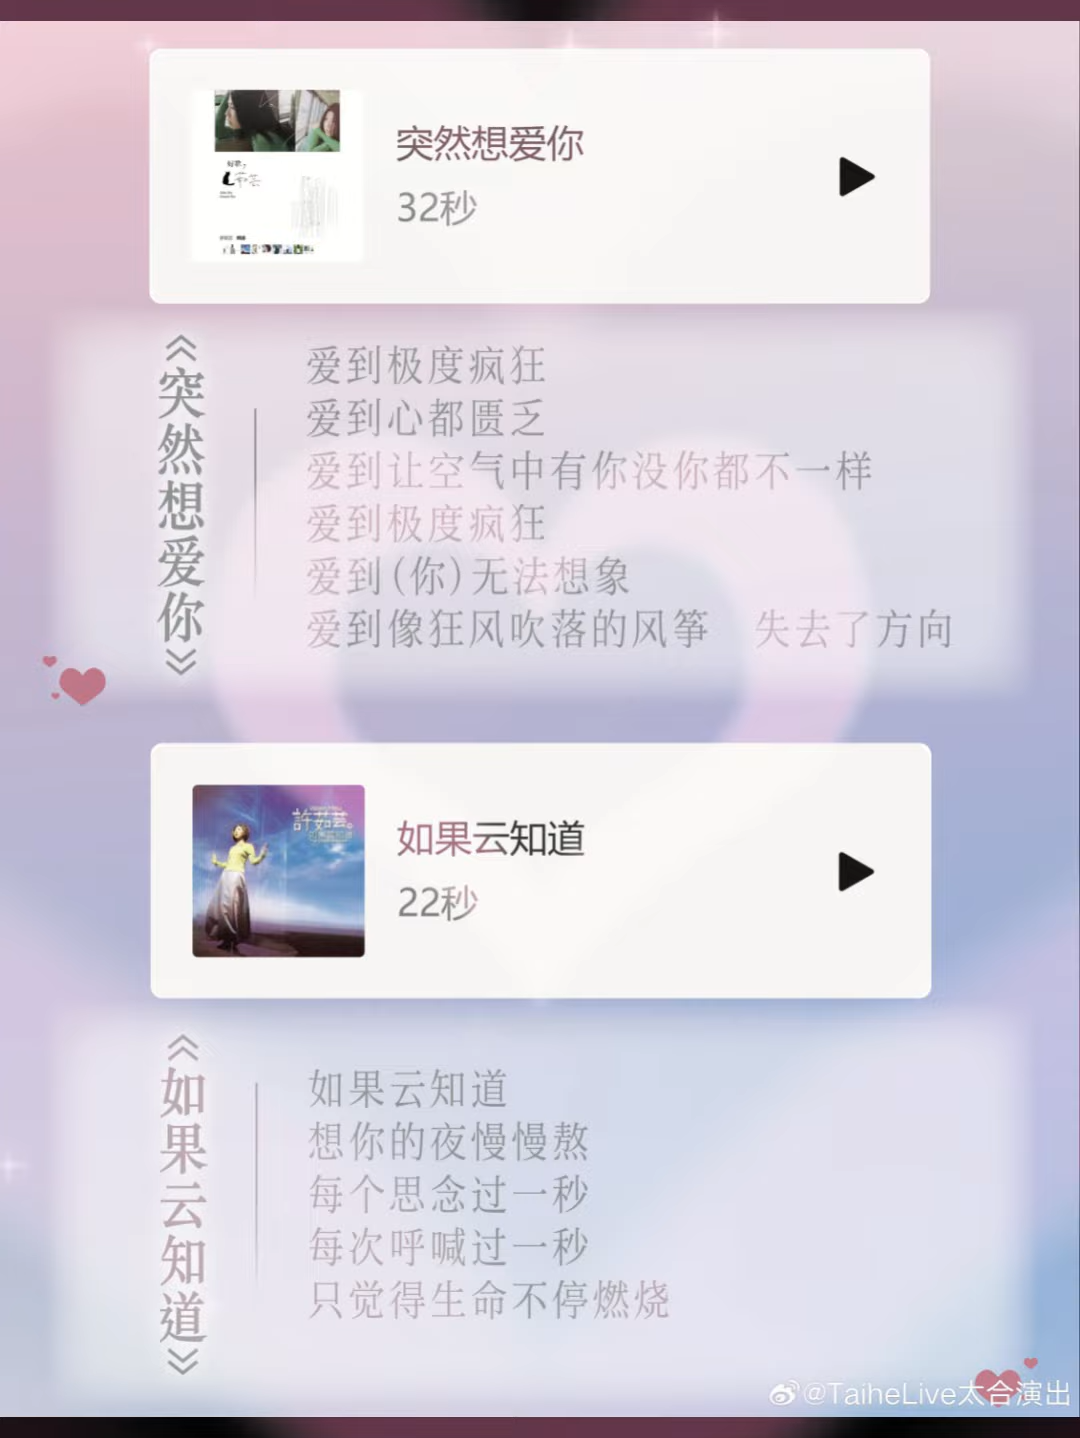 突然想爱你
32秒
《突然想爱你》
爱到极度疯狂
爱到心都匮乏
爱到让空气中有你没你都不一样
爱到极度疯狂
爱到(你)无法想象
爱到像狂风吹落的风筝 失去了方向
許茹芸。
如果云知道
22秒
《如果云知道》
如果云知道
想你的夜慢慢熬
每个思念过一秒
每次呼喊过一秒
只觉得生命不停燃烧
@TaiheLive太合演出